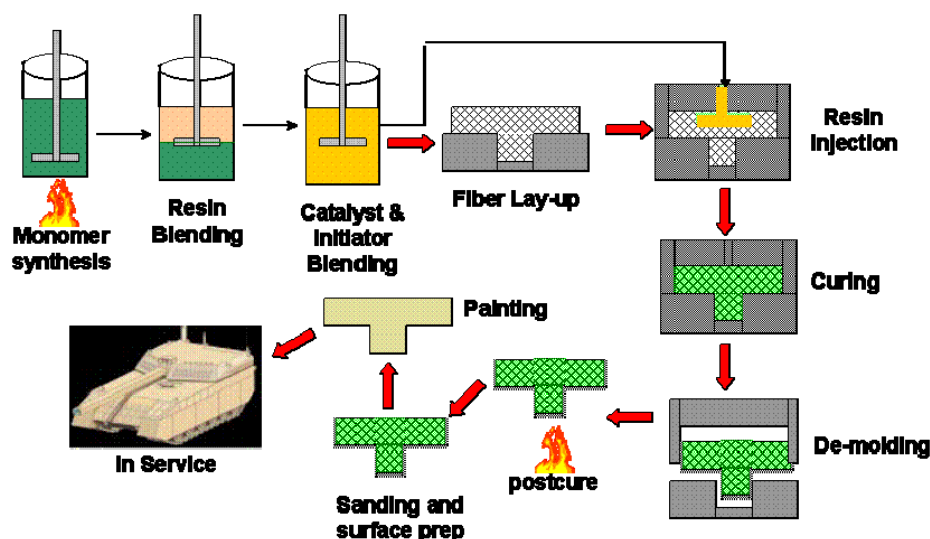 Monomer
synthesis
Resin
Blending
Catalyst &
Initiator
Blending
Fiber Lay-up
Resin
Injection
Curing
De-molding
postcure
Sanding and
surface prep
Painting
In Service